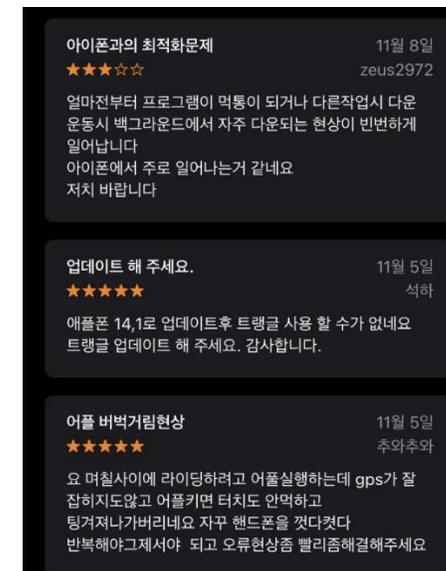 아이폰과의 최적화문제 11월 8일
★★★☆☆ zeus2972
얼마전부터 프로그램이 먹통이 되거나 다른작업시 다운
운동시 백그라운드에서 자주 다운되는 현상이 빈번하게
일어납니다
아이폰에서 주로 일어나는거 같네요
저치 바랍니다
업데이트 해 주세요. 11월 5일
★★★★★ 석하
애플폰 14,1로 업데이트후 트랭글 사용 할 수가 없네요
트랭글 업데이트 해 주세요. 감사합니다.
어플 버벅거림현상 11월 5일
★★★★★ 추와추와
요 며칠사이에 라이딩하려고 어풀실행하는데 gps가 잘
잡히지도않고 어플키면 터치도 안먹하고
팅겨져나가버리네요 자꾸 핸드폰을 껏다켯다
반복해야그제서야 되고 오류현상좀 빨리좀해결해주세요